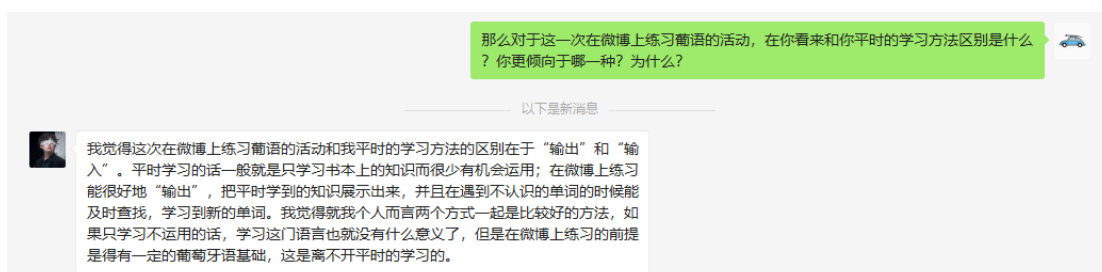 那么对于这一次在微博上练习葡语的活动，在你看来和你平时的学习方法区别是什么
？你更倾向于哪一种？为什么？
以下是新消息
我觉得这次在微博上练习葡语的活动和我平时的学习方法的区别在于“输出”和“输
入”。平时学习的话一般就是只学习书本上的知识而很少有机会运用；在微博上练习
能很好地“输出”，把平时学到的知识展示出来，并且在遇到不认识的单词的时候能
及时查找，学习到新的单词。我觉得就我个人而言两个方式一起是比较好的方法，如
果只学习不运用的话，学习这门语言也就没有什么意义了，但是在微博上练习的前提
是得有一定的葡萄牙语基础，这是离不开平时的学习的。